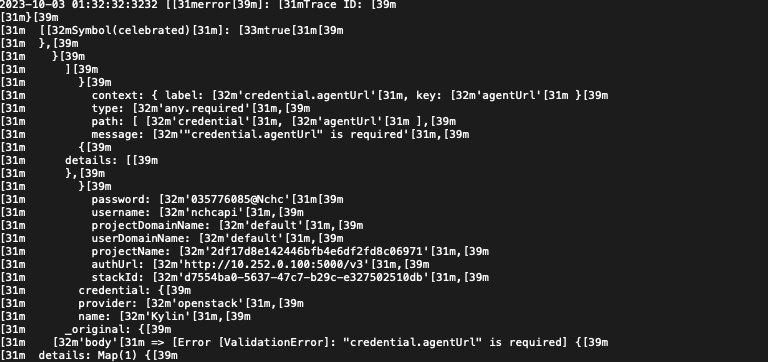 2023-10-03 01:32:32:3232 [[31merror[39m]: [31mTrace ID: [39m
[31m}[39m
[31m  [[32mSymbol(celebrated)[31m]: [33mtrue[31m[39m
[31m  },[39m
[31m    }[39m
[31m      ][39m
[31m        }[39m
[31m          context: { label: [32m'credential.agentUrl'[31m, key: [32m'agentUrl'[31m }[39m
[31m          type: [32m'any.required'[31m,[39m
[31m          path: [ [32m'credential'[31m, [32m'agentUrl'[31m ],[39m
[31m          message: [32m'"credential.agentUrl" is required'[31m,[39m
[31m        {[39m
[31m      details: [[39m
[31m      },[39m
[31m        }[39m
[31m          password: [32m'035776085@Nchc'[31m[39m
[31m          username: [32m'nchcapi'[31m,[39m
[31m          projectDomainName: [32m'default'[31m,[39m
[31m          userDomainName: [32m'default'[31m,[39m
[31m          projectName: [32m'2df17d8e142446bfb4e6df2fd8c06971'[31m,[39m
[31m          authUrl: [32m'http://10.252.0.100:5000/v3'[31m,[39m
[31m          stackId: [32m'd7554ba0-5637-47c7-b29c-e327502510db'[31m,[39m
[31m        credential: {[39m
[31m        provider: [32m'openstack'[31m,[39m
[31m        name: [32m'Kylin'[31m,[39m
[31m      _original: {[39m
[31m    [32m'body'[31m => [Error [ValidationError]: "credential.agentUrl" is required] {[39m
[31m  details: Map(1) {[39m